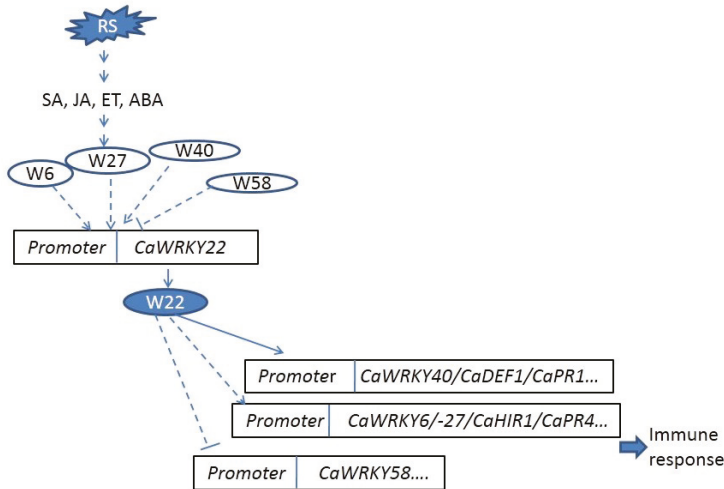 RS
SA, JA, ET, ABA
W6
W27
W40
W58
Promoter CaWRKY22
W22
Promoter CaWRKY40/CaDEF1/CaPR1...
Promoter CaWRKY6/-27/CaHIR1/CaPR4...
Promoter CaWRKY58....
Immune
response